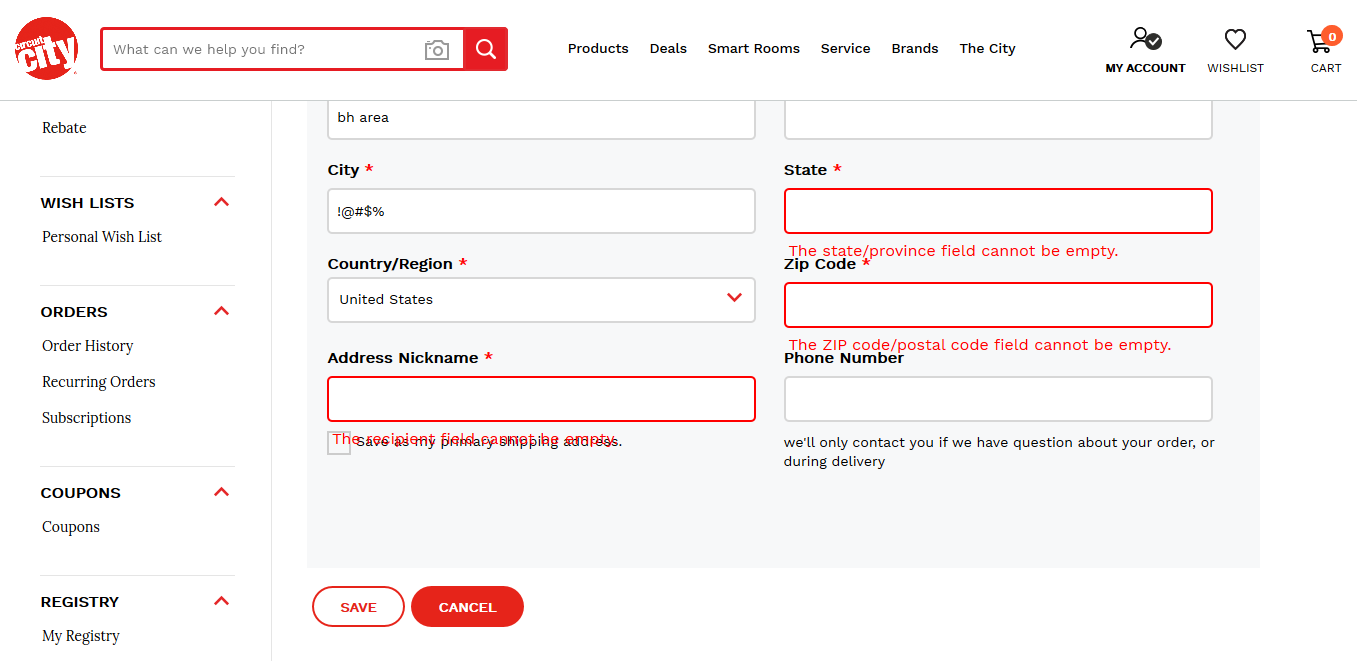 circuit city
What can we help you find?
Products Deals Smart Rooms Service Brands The City
MY ACCOUNT
WISHLIST
0
CART
Rebate
WISH LISTS
Personal Wish List
ORDERS
Order History
Recurring Orders
Subscriptions
COUPONS
Coupons
REGISTRY
My Registry
bh area
City *
!@#$%
State *
The state/province field cannot be empty.
Country/Region *
United States
Zip Code *
The ZIP code/postal code field cannot be empty.
Address Nickname *
The recipient field cannot be empty.
Save as my primary shipping address.
Phone Number
we'll only contact you if we have question about your order, or
during delivery
SAVE
CANCEL